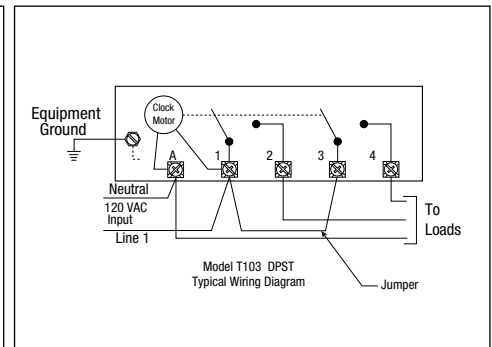 Equipment
Ground
Clock
Motor
A
1
2
3
4
Neutral
120 VAC
Input
Line 1
To
Loads
Model T103  DPST
Typical Wiring Diagram
Jumper